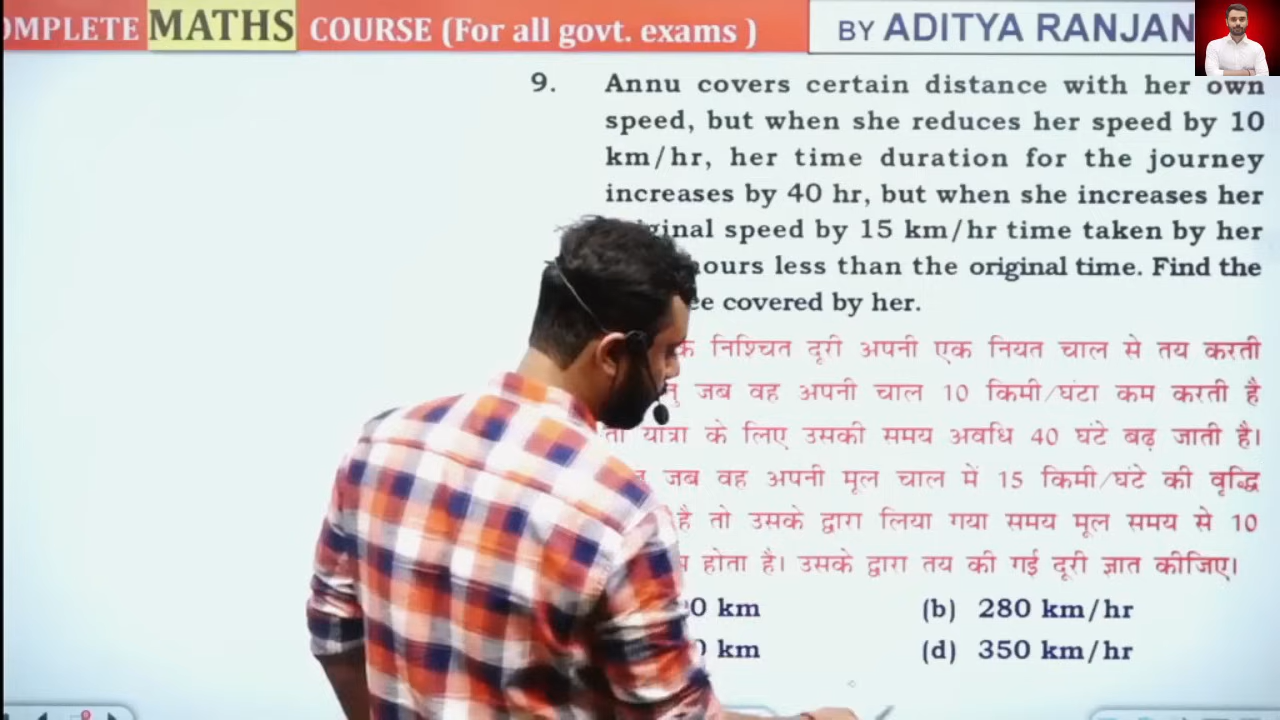 OMPLETE MATHS COURSE (For all govt. exams )
BY ADITYA RANJAN
9. Annu covers certain distance with her own
speed, but when she reduces her speed by 10
km/hr, her time duration for the journey
increases by 40 hr, but when she increases her
speed by 15 km/hr time taken by her
hours less than the original time. Find the
covered by her.
निश्चित दूरी अपनी एक नियत चाल से तय करती
जब वह अपनी चाल 10 किमी/घंटा कम करती है
यात्रा के लिए उसकी समय अवधि 40 घंटे बढ़ जाती है।
जब वह अपनी मूल चाल में 15 किमी/घंटे की वृद्धि
है तो उसके द्वारा लिया गया समय मूल समय से 10
होता है। उसके द्वारा तय की गई दूरी ज्ञात कीजिए।
0 km (b) 280 km/hr
km (d) 350 km/hr